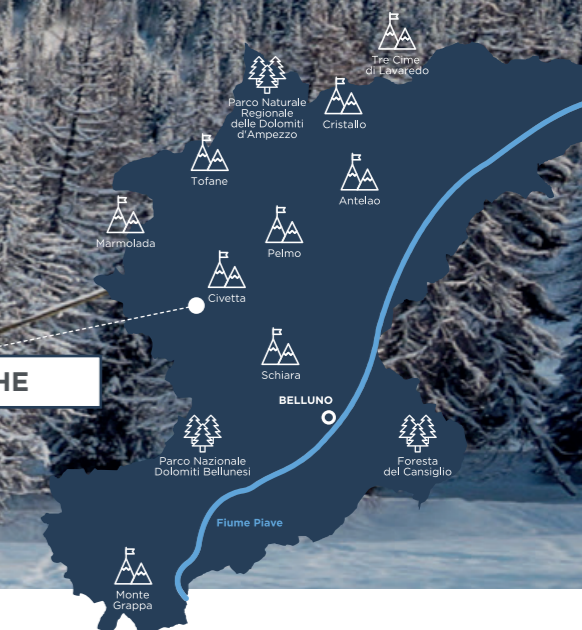 Tre Cime
di Lavaredo
Parco Naturale
Regionale
delle Dolomiti
d'Ampezzo
Cristallo
Tofane
Antelao
Marmolada
Pelmo
Civetta
HE
Schiara
BELLUNO
Parco Nazionale
Dolomiti Bellunesi
Foresta
del Cansiglio
Fiume Piave
Monte
Grappa